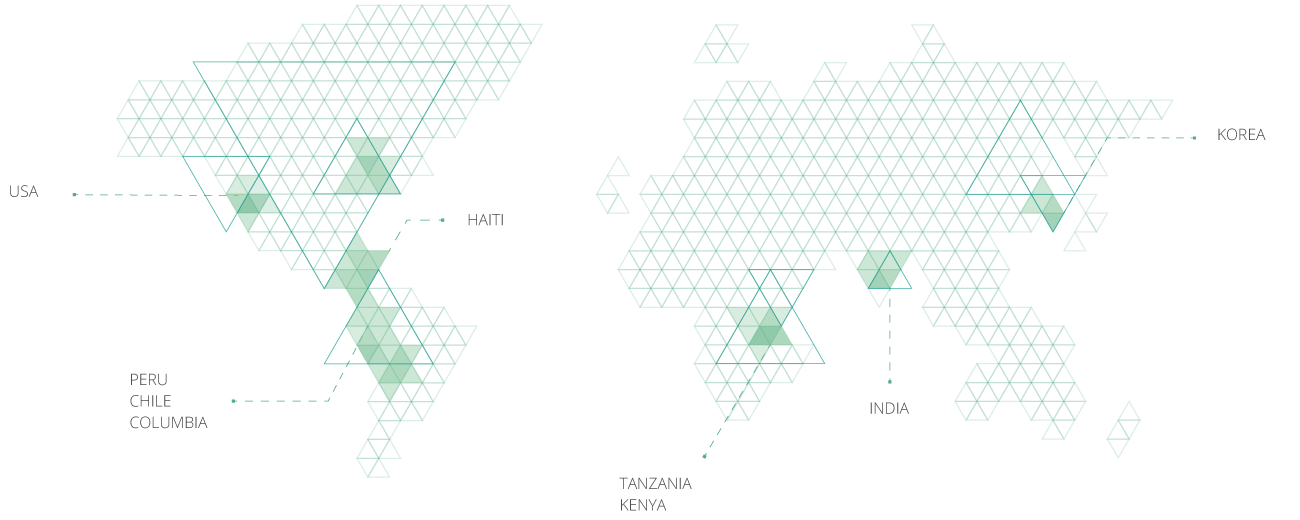 KOREA
USA
HAITI
PERU
CHILE
COLUMBIA
INDIA
TANZANIA
KENYA